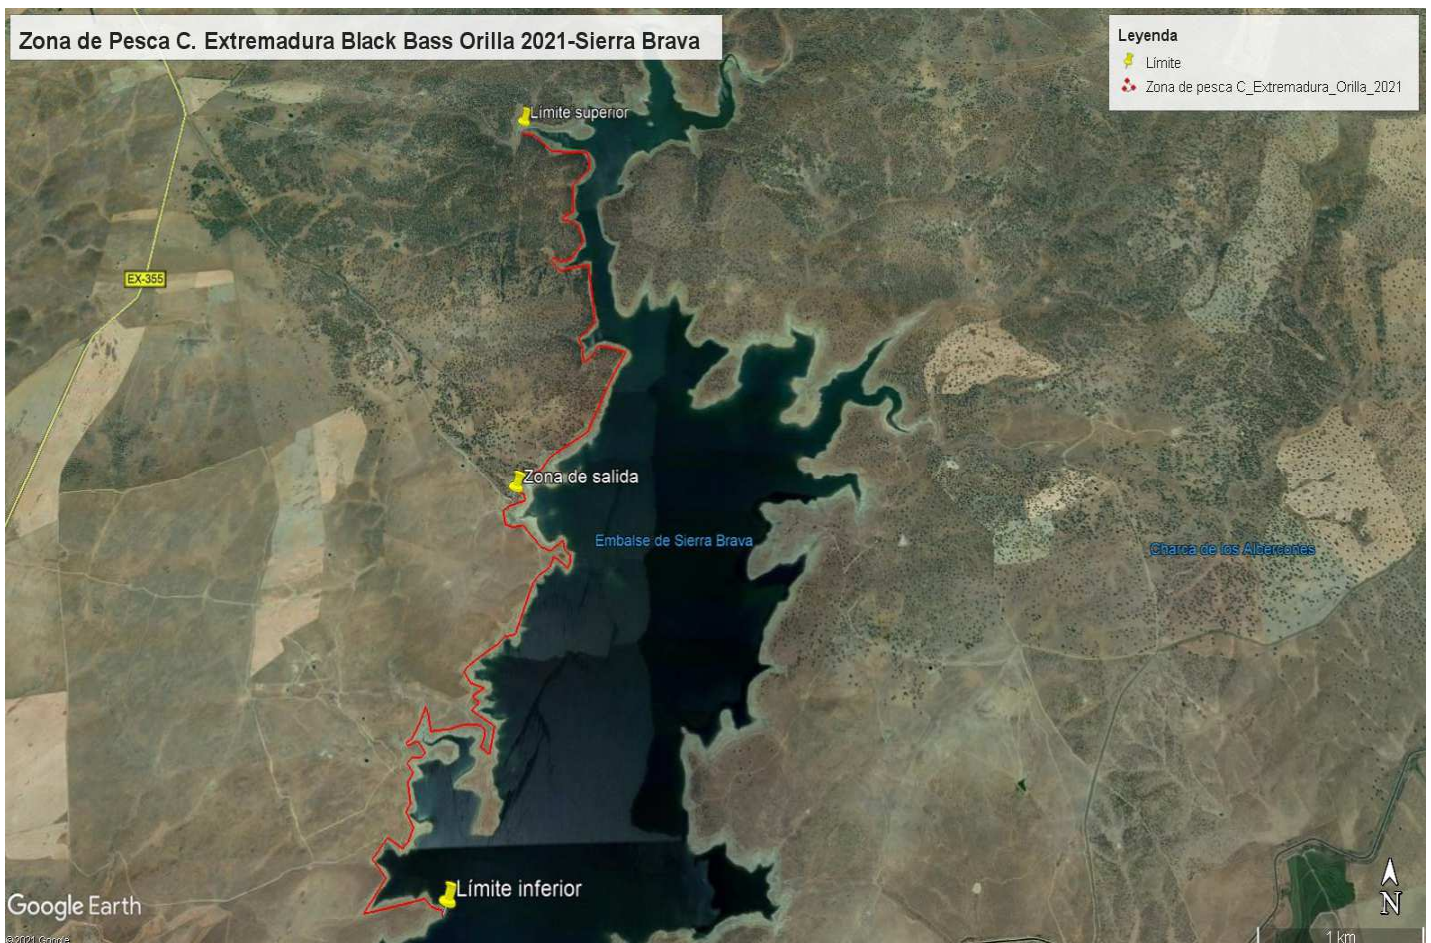 Zona de Pesca C. Extremadura Black Bass Orilla 2021-Sierra Brava
Leyenda
Límite
Zona de pesca C_Extremadura_Orilla_2021
Límite superior
EX-355
Zona de salida
Embalse de Sierra Brava
Charca de los Albercones
Límite inferior
Google Earth
N
©2021 Google
1 km